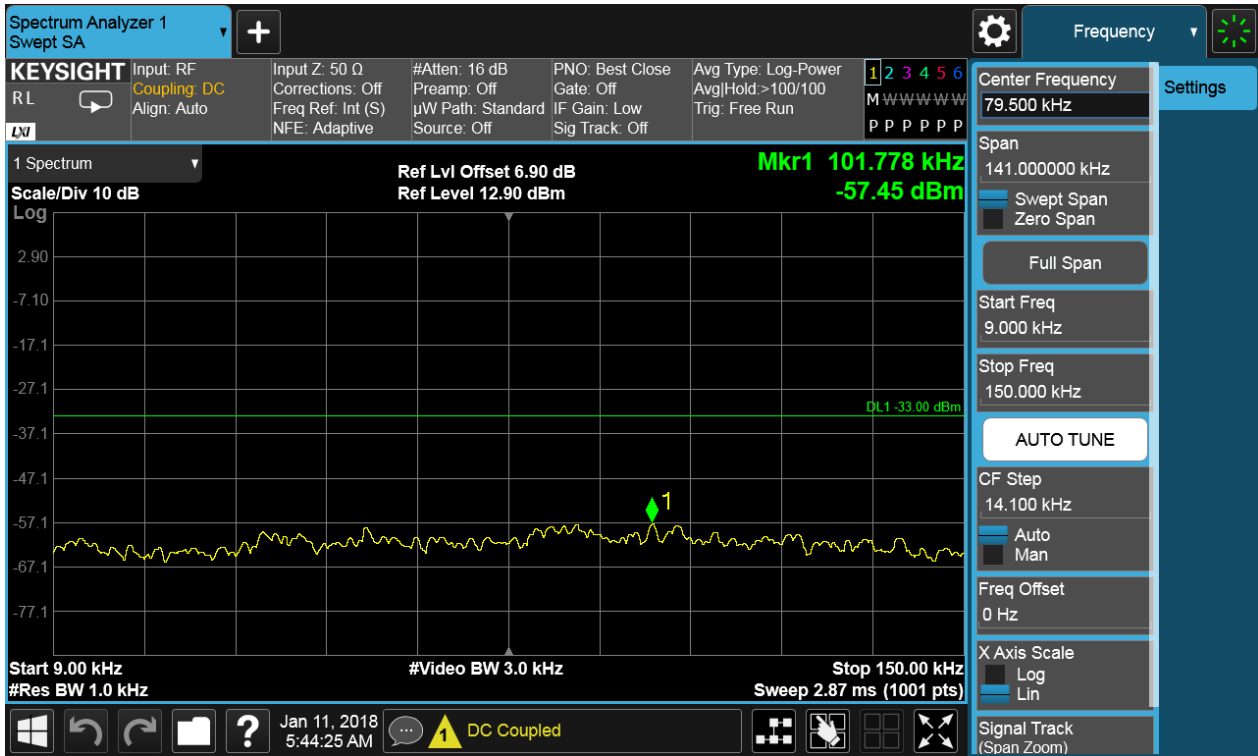 Spectrum Analyzer 1
Swept SA
+
Frequency
KEYSIGHT
RL
LXI
Input: RF
Coupling: DC
Align: Auto
Input Z: 50 Ω
Corrections: Off
Freq Ref: Int (S)
NFE: Adaptive
#Atten: 16 dB
Preamp: Off
µW Path: Standard
Source: Off
PNO: Best Close
Gate: Off
IF Gain: Low
Sig Track: Off
Avg Type: Log-Power
Avg|Hold:>100/100
Trig: Free Run
1 2 3 4 5 6
M W W W W W
P P P P P P
1 Spectrum
Scale/Div 10 dB
Ref Lvl Offset 6.90 dB
Ref Level 12.90 dBm
Mkr1 101.778 kHz
-57.45 dBm
Log
2.90
-7.10
-17.1
-27.1
-37.1
-47.1
-57.1
-67.1
-77.1
DL1 -33.00 dBm
1
Start 9.00 kHz
#Res BW 1.0 kHz
#Video BW 3.0 kHz
Stop 150.00 kHz
Sweep 2.87 ms (1001 pts)
Center Frequency
79.500 kHz
Span
141.000000 kHz
Swept Span
Zero Span
Full Span
Start Freq
9.000 kHz
Stop Freq
150.000 kHz
AUTO TUNE
CF Step
14.100 kHz
Auto
Man
Freq Offset
0 Hz
X Axis Scale
Log
Lin
Signal Track
(Span Zoom)
Settings
?
Jan 11, 2018
5:44:25 AM
1
DC Coupled